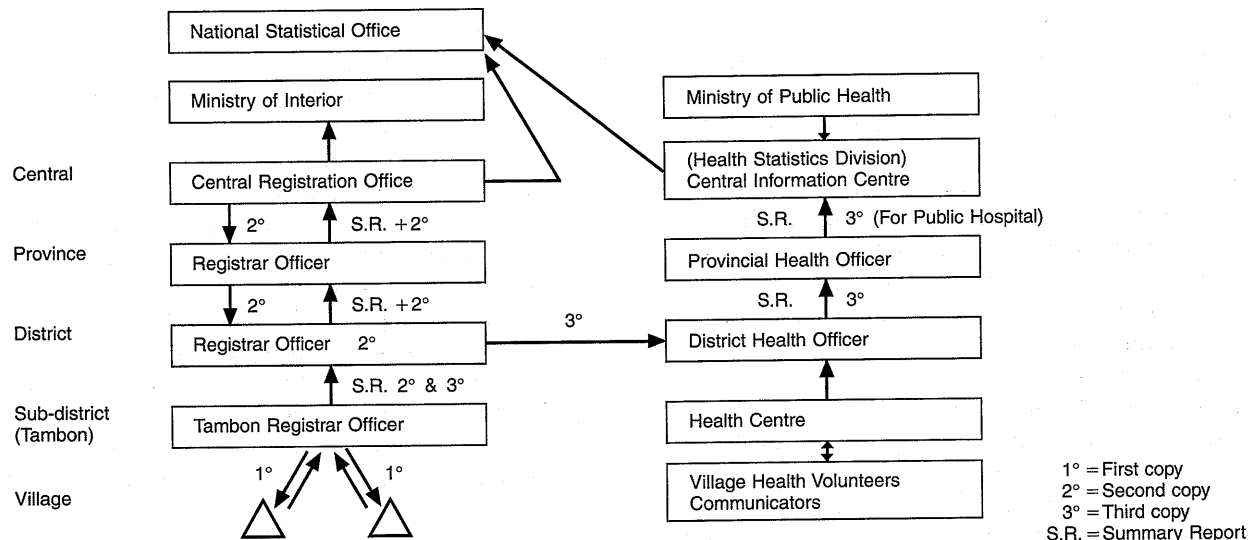 National Statistical Office
Ministry of Interior
Ministry of Public Health
Central
Central Registration Office
(Health Statistics Division)
Central Information Centre
2° S.R. +2°
S.R. 3° (For Public Hospital)
Province
Registrar Officer
Provincial Health Officer
2° S.R. +2°
S.R. 3°
District
Registrar Officer 2°
3°
District Health Officer
S.R. 2° & 3°
Sub-district
(Tambon)
Tambon Registrar Officer
Health Centre
1° 1°
Village
Village Health Volunteers
Communicators
1° = First copy
2° = Second copy
3° = Third copy
S.R. = Summary Report